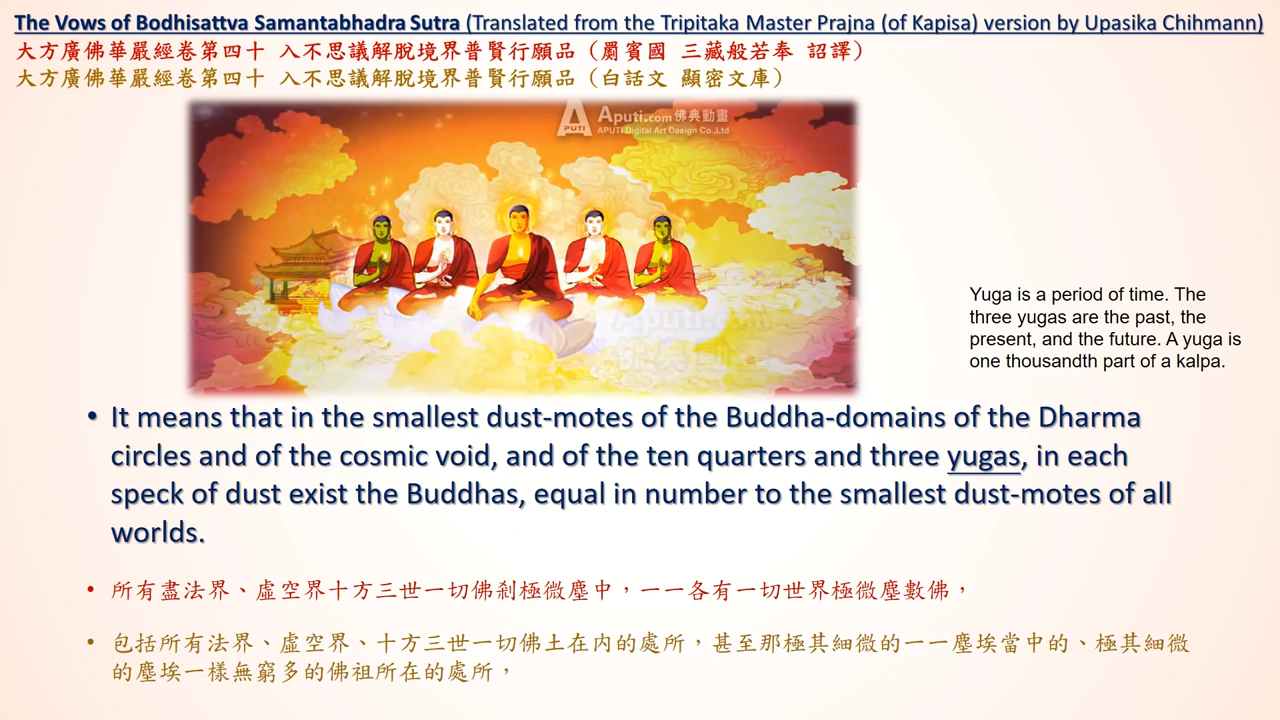 The Vows of Bodhisattva Samantabhadra Sutra (Translated from the Tripitaka Master Prajna (of Kapisa) version by Upasika Chihmann)
大方廣佛華嚴經卷第四十 入不思議解脫境界普賢行願品（罽賓國 三藏般若奉 詔譯）
大方廣佛華嚴經卷第四十 入不思議解脫境界普賢行願品（白話文 顯密文庫）
A Aputi.com 佛典動畫
APUTI APUTI Digital Art Design Co.,Ltd
Aputi.com
佛典動
Yuga is a period of time. The
three yugas are the past, the
present, and the future. A yuga is
one thousandth part of a kalpa.
• It means that in the smallest dust-motes of the Buddha-domains of the Dharma
circles and of the cosmic void, and of the ten quarters and three yugas, in each
speck of dust exist the Buddhas, equal in number to the smallest dust-motes of all
worlds.
• 所有盡法界、虛空界十方三世一切佛剎極微塵中，一一各有一切世界極微塵數佛，
• 包括所有法界、虛空界、十方三世一切佛土在内的處所，甚至那極其細微的一一塵埃當中的、極其細微
的塵埃一樣無窮多的佛祖所在的處所，